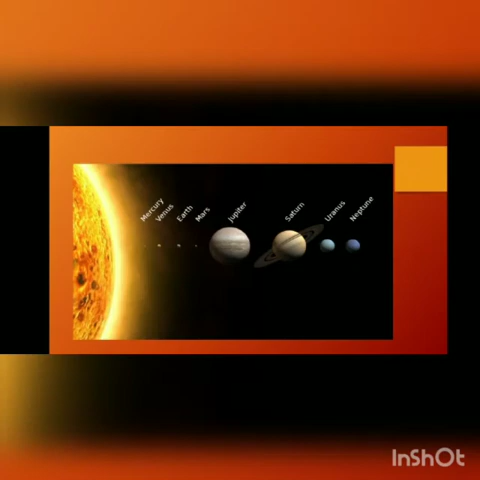 Mercury
Venus
Earth
Mars
Jupiter
Saturn
Uranus
Neptune
InShOt